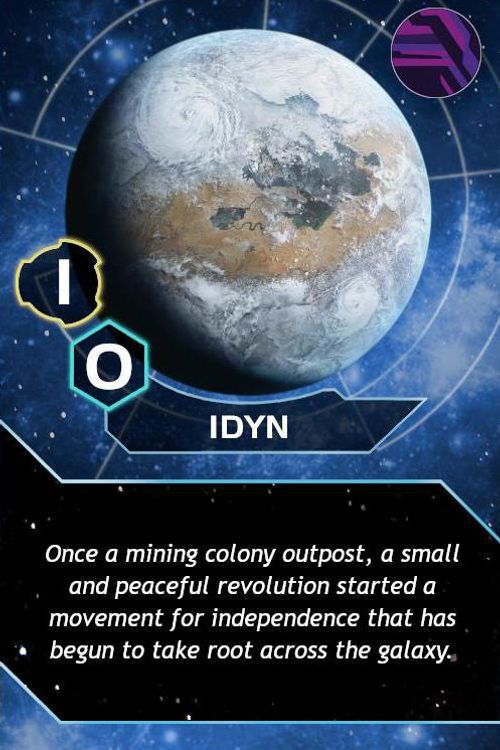 I
O
IDYN
Once a mining colony outpost, a small
and peaceful revolution started a
movement for independence that has
begun to take root across the galaxy.